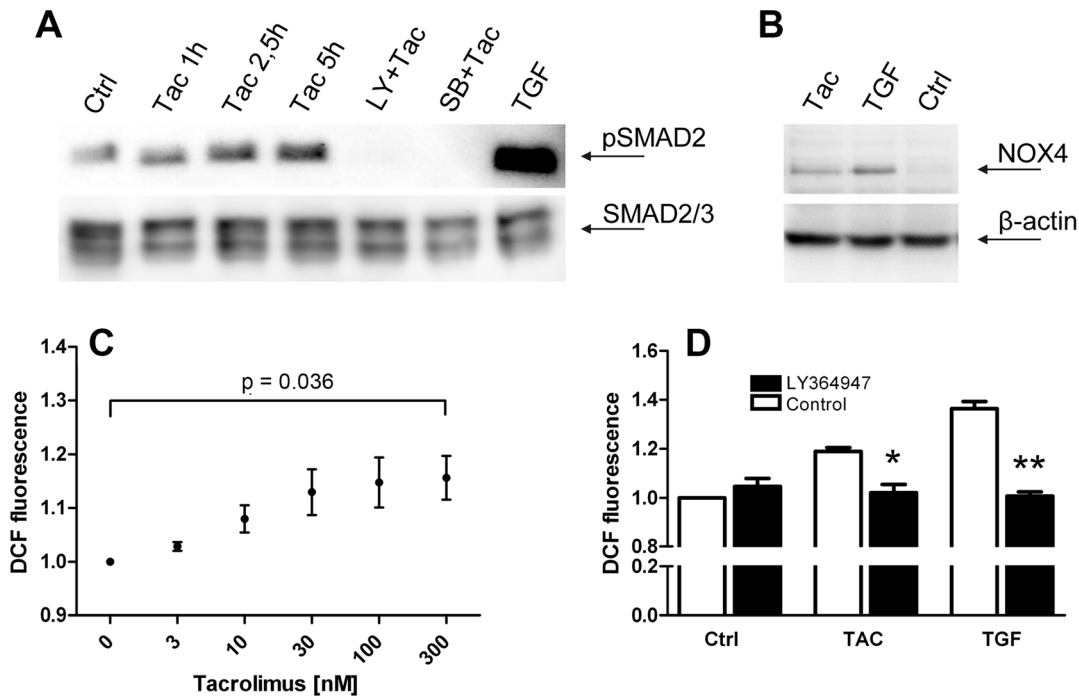 A
Ctrl
Tac 1h
Tac 2,5h
Tac 5h
LY+Tac
SB+Tac
TGF
pSMAD2
SMAD2/3
B
Tac
TGF
Ctrl
NOX4
β-actin
C
DCF fluorescence
1.4
1.3
1.2
1.1
1.0
0.9
p = 0.036
0
3
10
30
100
300
Tacrolimus [nM]
D
DCF fluorescence
1.6
1.4
1.2
1.0
0.8
0.2
0.0
LY364947
Control
*
**
Ctrl
TAC
TGF